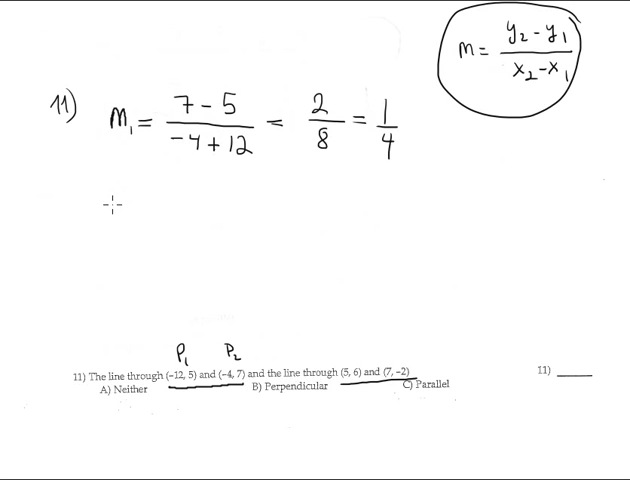 m = y₂ - y₁ / x₂ - x₁
11) m₁ = 7 - 5 / -4 + 12 = 2 / 8 = 1 / 4
P₁ P₂
11) The line through (-12, 5) and (-4, 7) and the line through (5, 6) and (7, -2) 11) ______
A) Neither B) Perpendicular C) Parallel